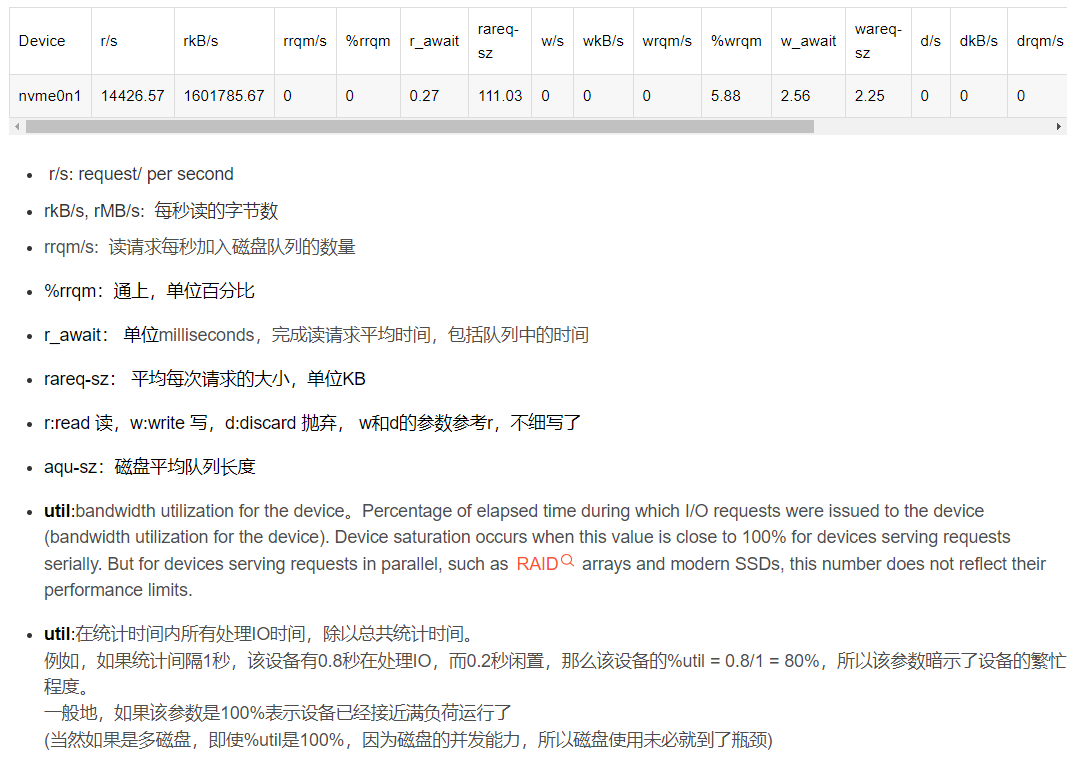 Device r/s rkB/s rrqm/s %rrqm r_await rareq-sz w/s wkB/s wrqm/s %wrqm w_await wareq-sz d/s dkB/s drqm/s
nvme0n1 14426.57 1601785.67 0 0 0.27 111.03 0 0 0 5.88 2.56 2.25 0 0 0
r/s: request/ per second
rkB/s, rMB/s: 每秒读的字节数
rrqm/s: 读请求每秒加入磁盘队列的数量
%rrqm：通上，单位百分比
r_await： 单位milliseconds，完成读请求平均时间，包括队列中的时间
rareq-sz： 平均每次请求的大小，单位KB
r:read 读，w:write 写，d:discard 抛弃， w和d的参数参考r，不细写了
aqu-sz：磁盘平均队列长度
util:bandwidth utilization for the device。Percentage of elapsed time during which I/O requests were issued to the device
(bandwidth utilization for the device). Device saturation occurs when this value is close to 100% for devices serving requests
serially. But for devices serving requests in parallel, such as RAID arrays and modern SSDs, this number does not reflect their
performance limits.
util:在统计时间内所有处理IO时间，除以总共统计时间。
例如，如果统计间隔1秒，该设备有0.8秒在处理IO，而0.2秒闲置，那么该设备的%util = 0.8/1 = 80%，所以该参数暗示了设备的繁忙
程度。
一般地，如果该参数是100%表示设备已经接近满负荷运行了
(当然如果是多磁盘，即使%util是100%，因为磁盘的并发能力，所以磁盘使用未必就到了瓶颈)